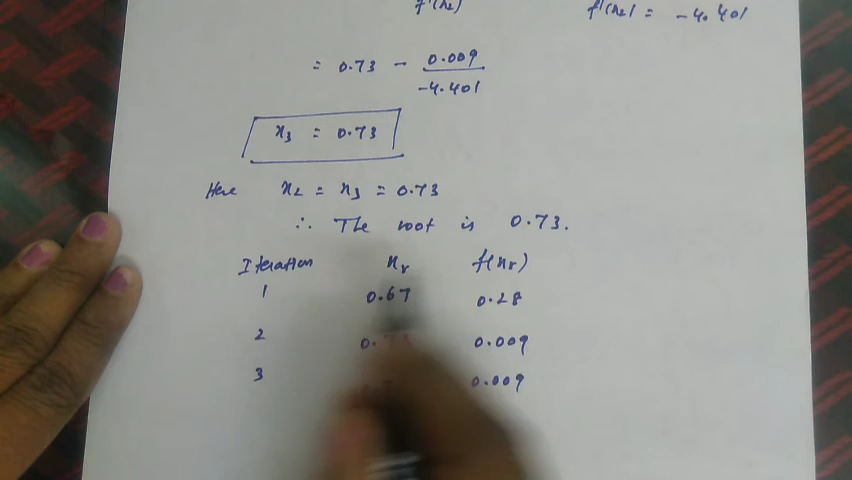 f'(x₂) f'(x₂) = -4.401
= 0.73 - 0.009
-4.401
x₃ = 0.73
Here x₂ = x₃ = 0.73
∴ The root is 0.73.
Iteration xᵣ f(xᵣ)
1 0.67 0.28
2 0.009
3 0.009